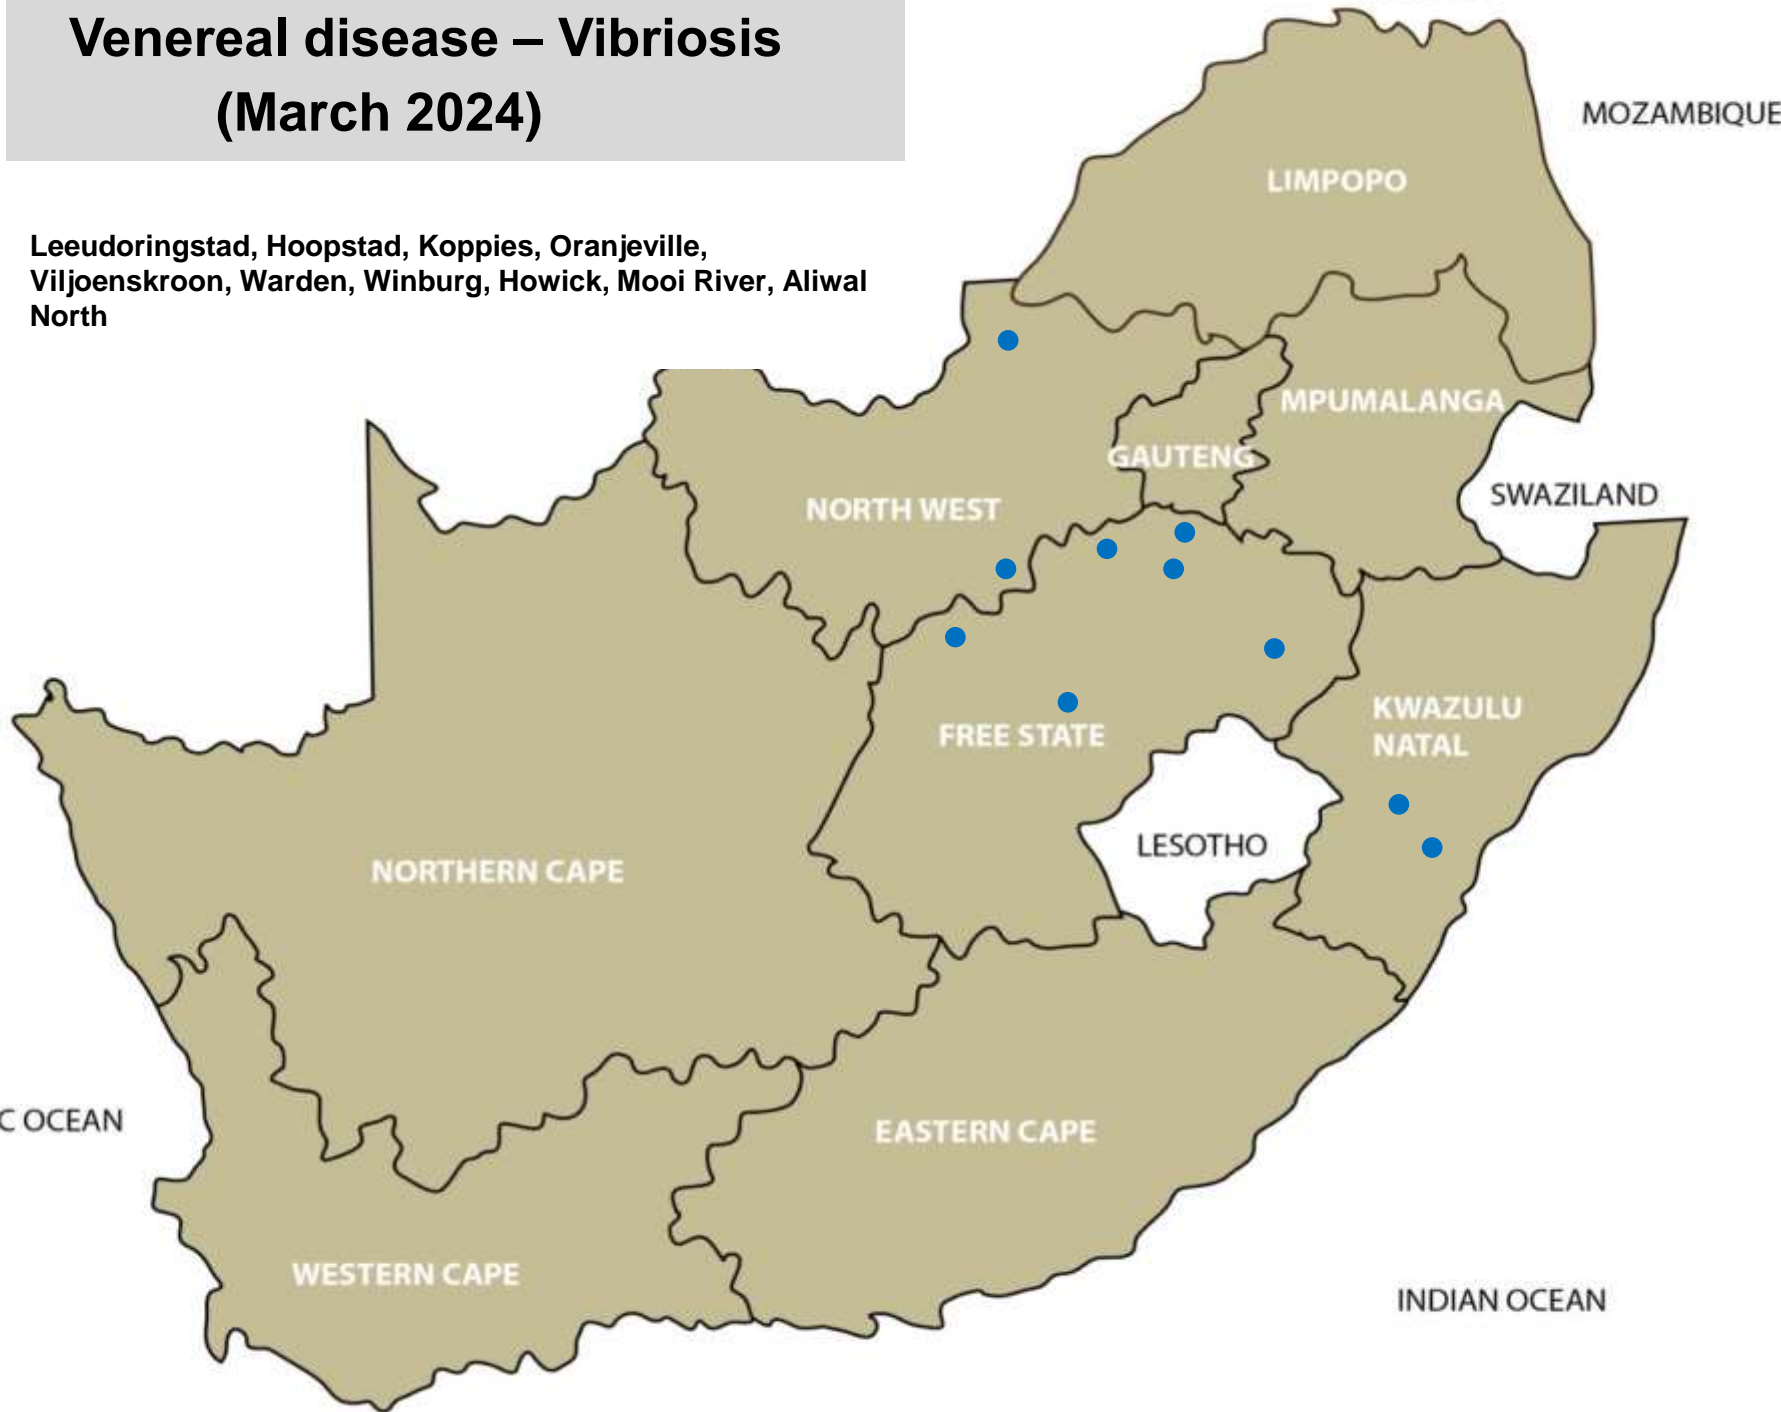 Venereal disease – Vibriosis
(March 2024)
Leeudoringstad, Hoopstad, Koppies, Oranjeville,
Viljoenskroon, Warden, Winburg, Howick, Mooi River, Aliwal
North
MOZAMBIQUE
LIMPOPO
MPUMALANGA
GAUTENG
SWAZILAND
NORTH WEST
KWAZULU
NATAL
FREE STATE
LESOTHO
NORTHERN CAPE
C OCEAN
EASTERN CAPE
WESTERN CAPE
INDIAN OCEAN